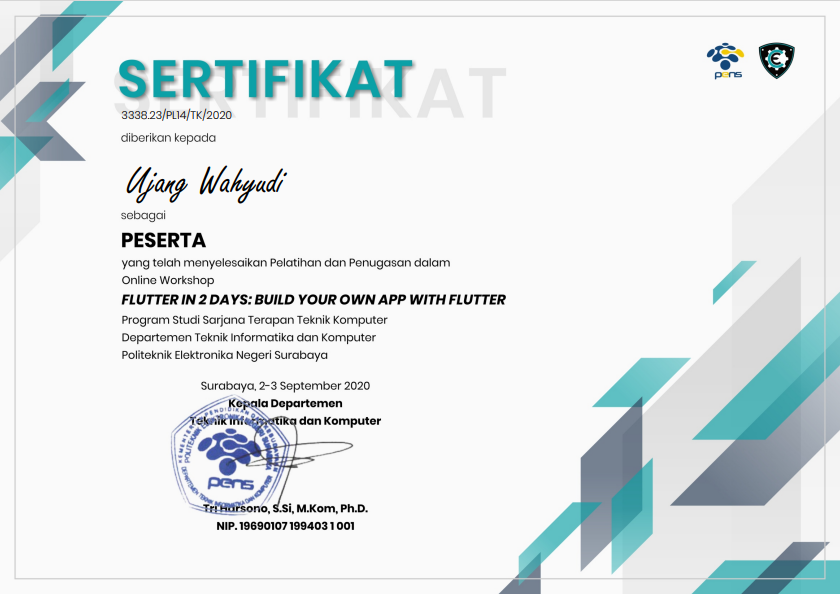 SERTIFIKAT
3338.23/PL14/TK/2020
diberikan kepada
Ujang Wahyudi
sebagai
PESERTA
yang telah menyelesaikan Pelatihan dan Penugasan dalam
Online Workshop
FLUTTER IN 2 DAYS: BUILD YOUR OWN APP WITH FLUTTER
Program Studi Sarjana Terapan Teknik Komputer
Departemen Teknik Informatika dan Komputer
Politeknik Elektronika Negeri Surabaya
Surabaya, 2-3 September 2020
Kepala Departemen
Teknik Informatika dan Komputer
pens
Tri Harsono, S.Si, M.Kom, Ph.D.
NIP. 19690107 199403 1 001
pens